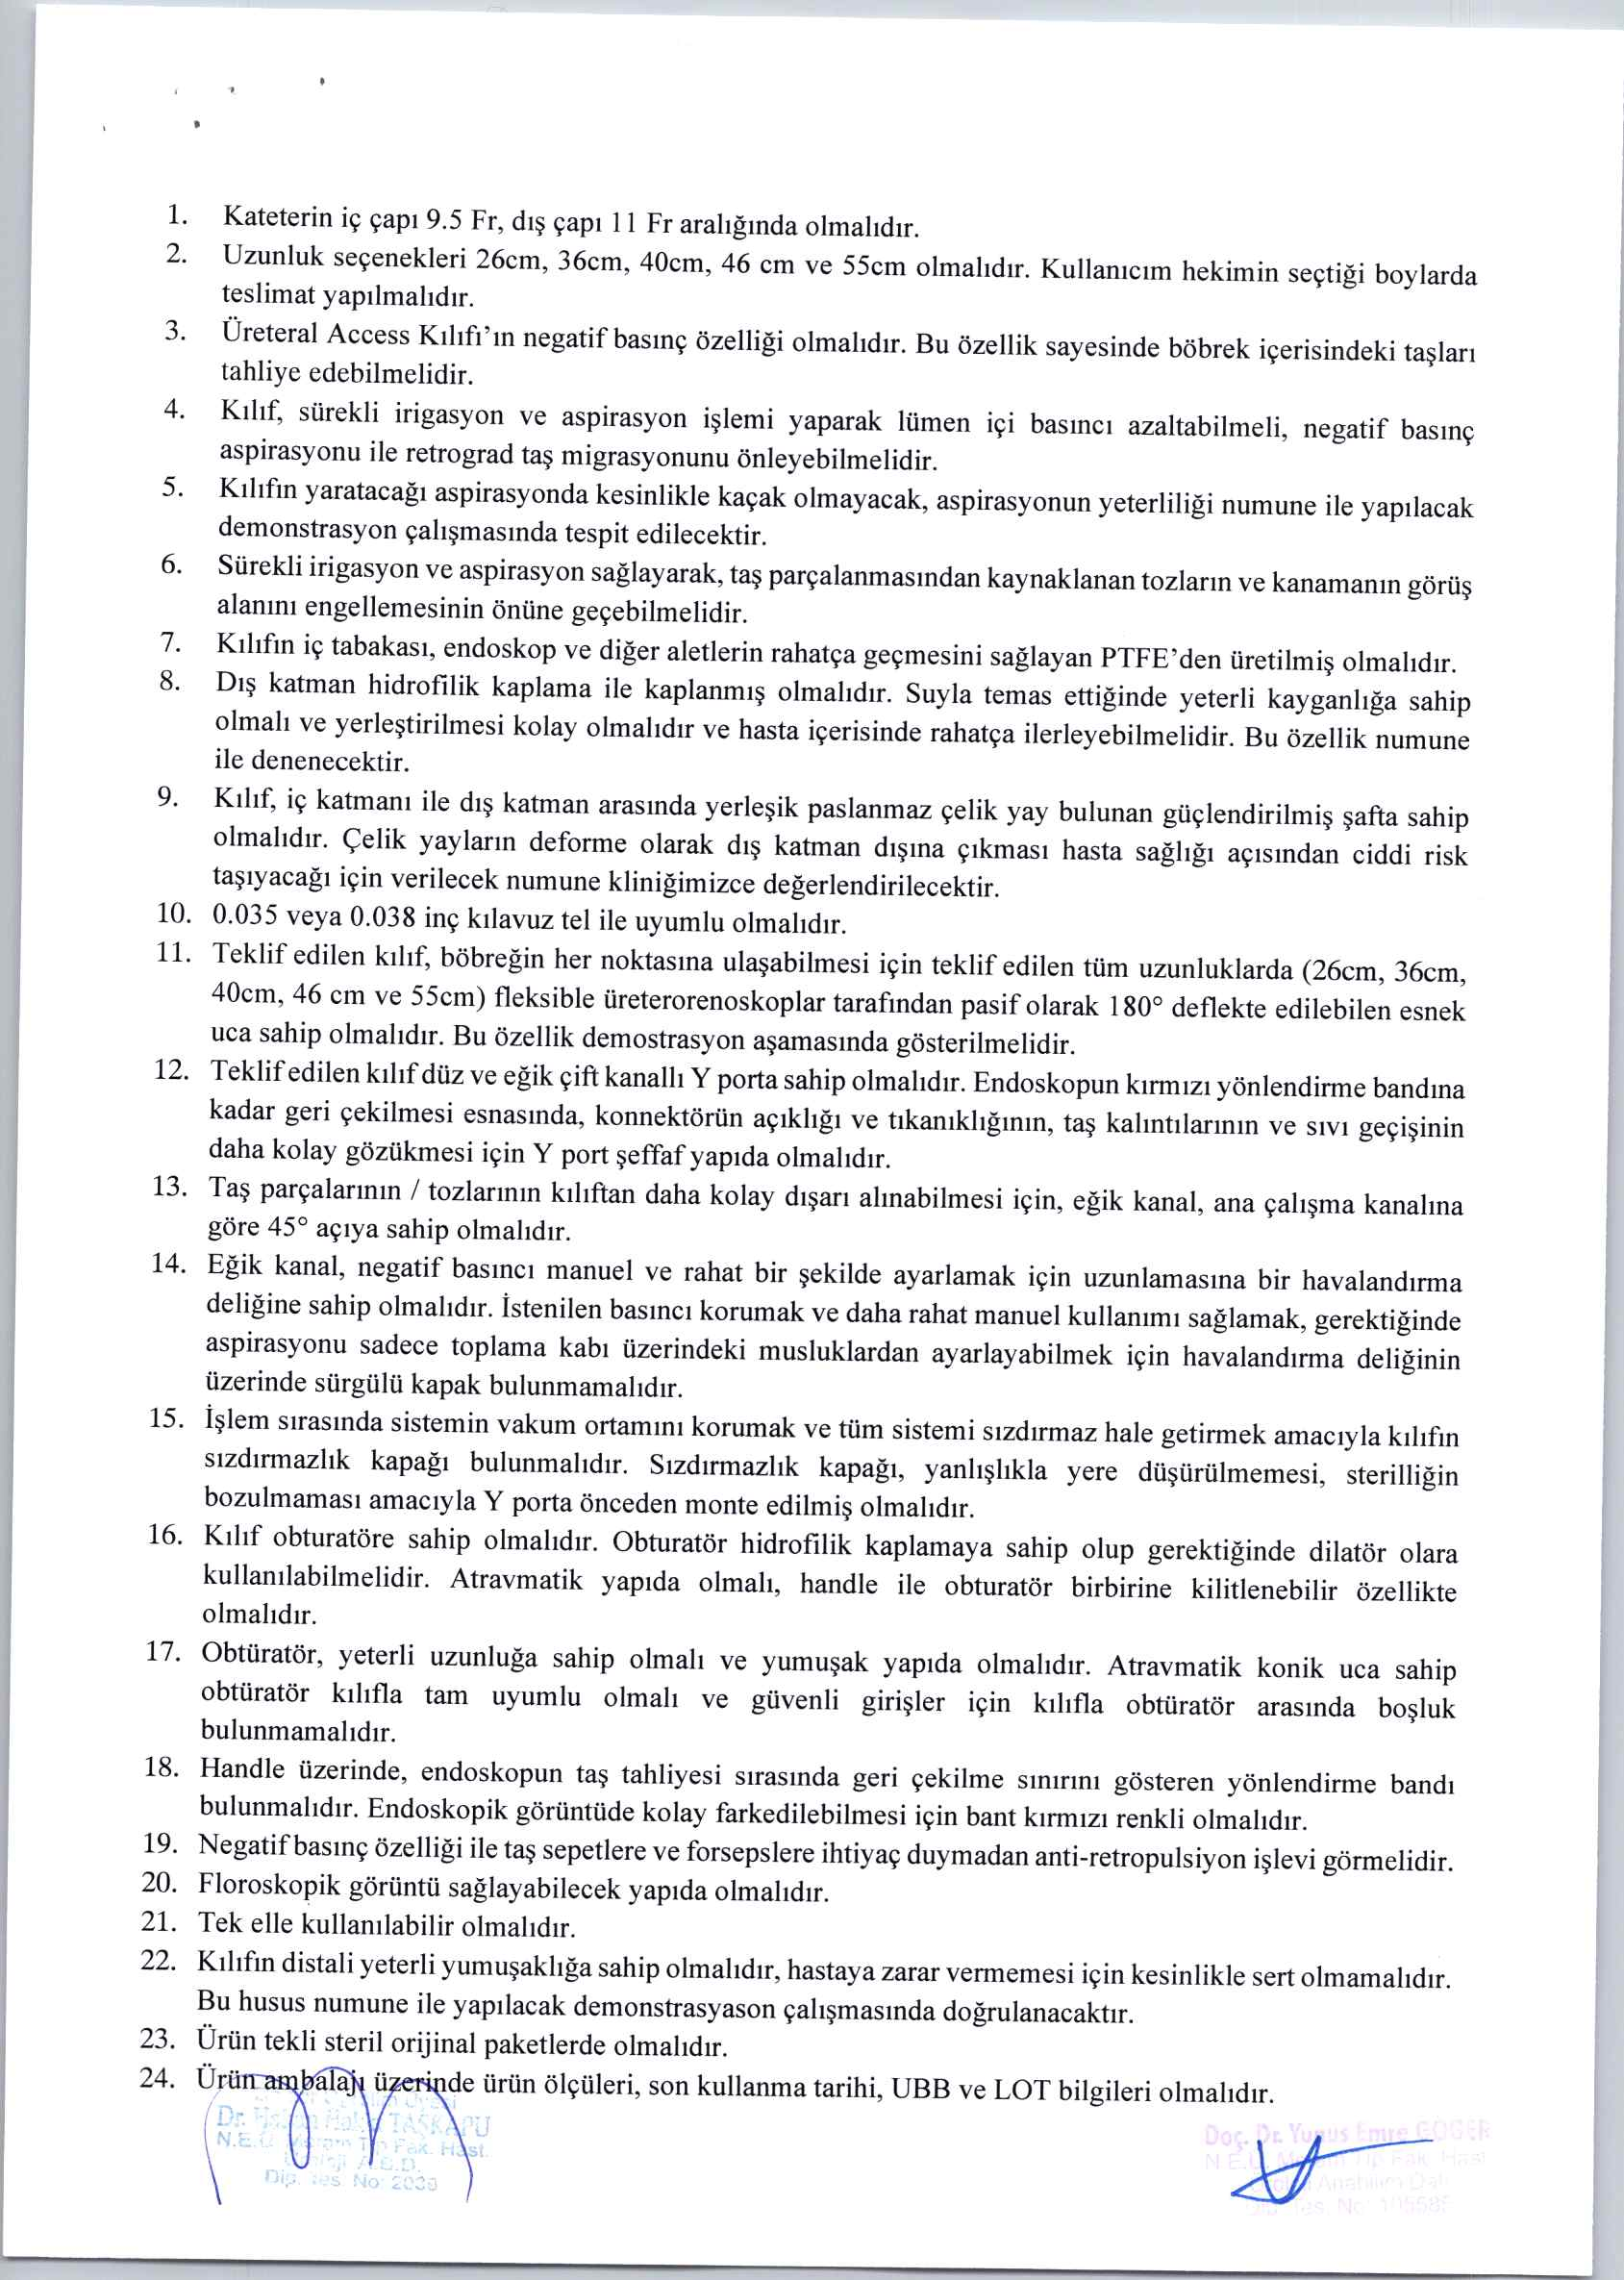 1. Kateterin iç çapı 9.5 Fr, dış çapı 11 Fr aralığında olmalıdır.
2. Uzunluk seçenekleri 26cm, 36cm, 40cm, 46 cm ve 55cm olmalıdır. Kullanıcım hekimin seçtiği boylarda
teslimat yapılmalıdır.
3. Üreteral Access Kılıfı’ın negatif basınç özelliği olmalıdır. Bu özellik sayesinde böbrek içerisindeki taşları
tahliye edebilmelidir.
4. Kılıf, sürekli irigasyon ve aspirasyon işlemi yaparak lümen içi basıncı azaltabilmeli, negatif basınç
aspirasyonu ile retrograd taş migrasyonunu önleyebilmelidir.
5. Kılıfın yaratacağı aspirasyonda kesinlikle kaçak olmayacak, aspirasyonun yeterliliği numune ile yapılacak
demonstrasyon çalışmasında tespit edilecektir.
6. Sürekli irigasyon ve aspirasyon sağlayarak, taş parçalanmasından kaynaklanan tozların ve kanamanın görüş
alanını engellemesinin önüne geçebilmelidir.
7. Kılıfın iç tabakası, endoskop ve diğer aletlerin rahatça geçmesini sağlayan PTFE’den üretilmiş olmalıdır.
8. Dış katman hidrofilik kaplama ile kaplanmış olmalıdır. Suyla temas ettiğinde yeterli kayganlığa sahip
olmalı ve yerleştirilmesi kolay olmalıdır ve hasta içerisinde rahatça ilerleyebilmelidir. Bu özellik numune
ile denenecektir.
9. Kılıf, iç katmanı ile dış katman arasında yerleşik paslanmaz çelik yay bulunan güçlendirilmiş şafta sahip
olmalıdır. Çelik yayların deforme olarak dış katman dışına çıkması hasta sağlığı açısından ciddi risk
taşıyacağı için verilecek numune kliniğimizce değerlendirilecektir.
10. 0.035 veya 0.038 inç kılavuz tel ile uyumlu olmalıdır.
11. Teklif edilen kılıf, böbreğin her noktasına ulaşabilmesi için teklif edilen tüm uzunluklarda (26cm, 36cm,
40cm, 46 cm ve 55cm) fleksible üreterorenoskoplar tarafından pasif olarak 180° deflekte edilebilen esnek
uca sahip olmalıdır. Bu özellik demostrasyon aşamasında gösterilmelidir.
12. Teklif edilen kılıf düz ve eğik çift kanallı Y porta sahip olmalıdır. Endoskopun kırmızı yönlendirme bandına
kadar geri çekilmesi esnasında, konnektörün açıklığı ve tıkanıklığının, taş kalıntılarının ve sıvı geçişinin
daha kolay gözükmesi için Y port şeffaf yapıda olmalıdır.
13. Taş parçalarının / tozlarının kılıftan daha kolay dışarı alınabilmesi için, eğik kanal, ana çalışma kanalına
göre 45° açıya sahip olmalıdır.
14. Eğik kanal, negatif basıncı manuel ve rahat bir şekilde ayarlamak için uzunlamasına bir havalandırma
deliğine sahip olmalıdır. İstenilen basıncı korumak ve daha rahat manuel kullanımı sağlamak, gerektiğinde
aspirasyonu sadece toplama kabı üzerindeki musluklardan ayarlayabilmek için havalandırma deliğinin
üzerinde sürgülü kapak bulunmamalıdır.
15. İşlem sırasında sistemin vakum ortamını korumak ve tüm sistemi sızdırmaz hale getirmek amacıyla kılıfın
sızdırmazlık kapağı bulunmalıdır. Sızdırmazlık kapağı, yanlışlıkla yere düşürülmemesi, sterilliğin
bozulmaması amacıyla Y porta önceden monte edilmiş olmalıdır.
16. Kılıf obturatöre sahip olmalıdır. Obturatör hidrofilik kaplamaya sahip olup gerektiğinde dilatör olara
kullanılabilmelidir. Atravmatik yapıda olmalı, handle ile obturatör birbirine kilitlenebilir özellikte
olmalıdır.
17. Obtüratör, yeterli uzunluğa sahip olmalı ve yumuşak yapıda olmalıdır. Atravmatik konik uca sahip
obtüratör kılıfla tam uyumlu olmalı ve güvenli girişler için kılıfla obtüratör arasında boşluk
bulunmamalıdır.
18. Handle üzerinde, endoskopun taş tahliyesi sırasında geri çekilme sınırını gösteren yönlendirme bandı
bulunmalıdır. Endoskopik görüntüde kolay farkedilebilmesi için bant kırmızı renkli olmalıdır.
19. Negatif basınç özelliği ile taş sepetlere ve forsepslere ihtiyaç duymadan anti-retropulsiyon işlevi görmelidir.
20. Floroskopik görüntü sağlayabilecek yapıda olmalıdır.
21. Tek elle kullanılabilir olmalıdır.
22. Kılıfın distali yeterli yumuşaklığa sahip olmalıdır, hastaya zarar vermemesi için kesinlikle sert olmamalıdır.
Bu husus numune ile yapılacak demonstrasyason çalışmasında doğrulanacaktır.
23. Ürün tekli steril orijinal paketlerde olmalıdır.
24. Ürün ambalajı üzerinde ürün ölçüleri, son kullanma tarihi, UBB ve LOT bilgileri olmalıdır.
Dr. TAŞKAPU
N.E.Ü. Tıp Fak. Hast.
A.B.D.
Dip. Tes. No:
Doç. Dr. Yunus Emre GÖGER
N.E.Ü. Tıp Fak. Hast
Anabilim Dalı